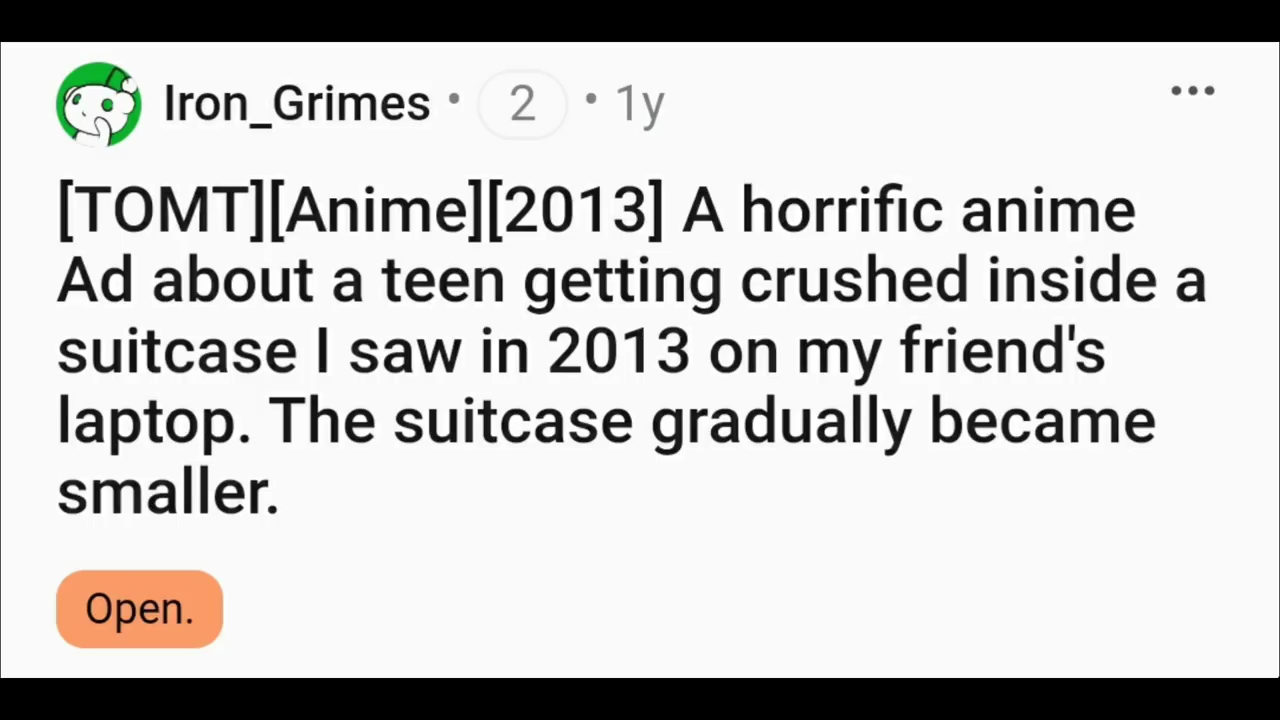 Iron_Grimes • 2 • 1y
[TOMT][Anime][2013] A horrific anime
Ad about a teen getting crushed inside a
suitcase I saw in 2013 on my friend's
laptop. The suitcase gradually became
smaller.
Open.